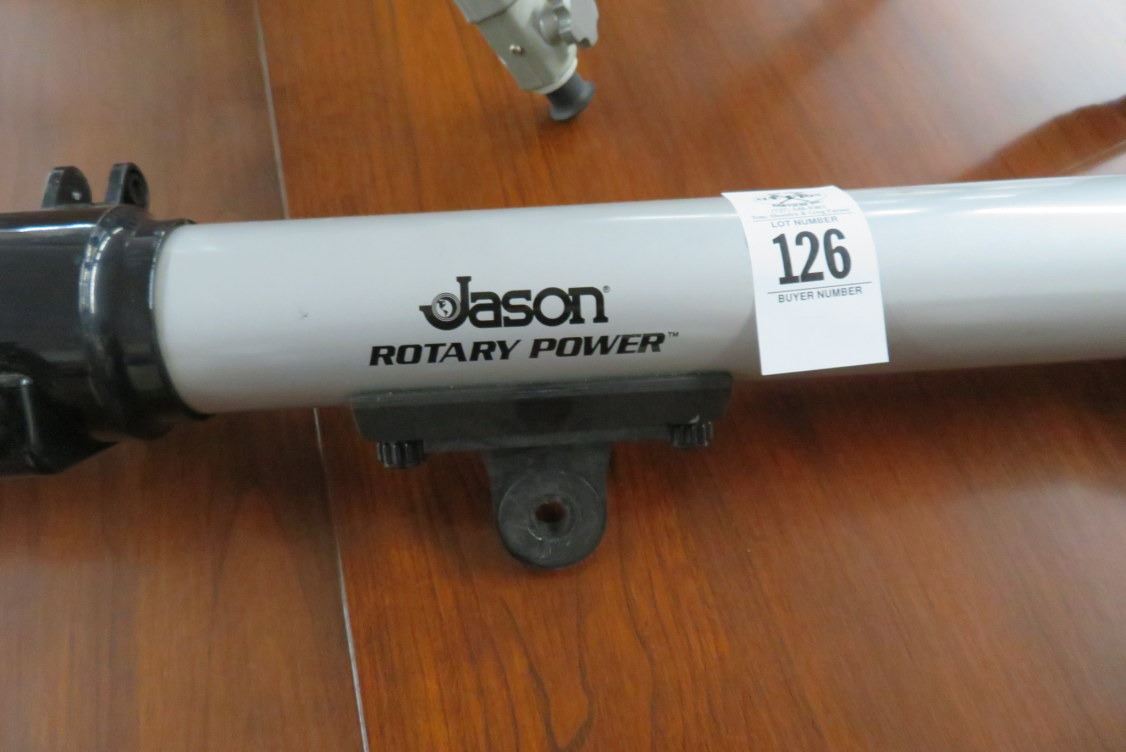 Jason®
ROTARY POWER™
LOT NUMBER
126
BUYER NUMBER